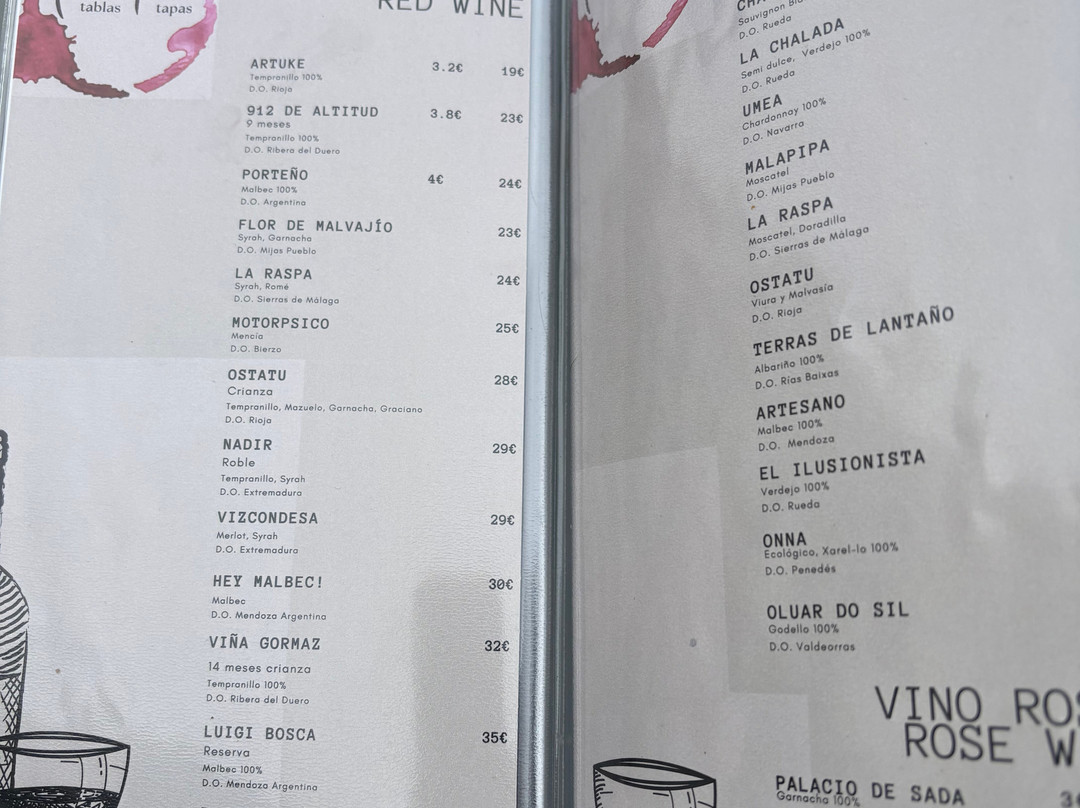 tablas tapas
RED WINE
ARTUKE 3.2€ 19€
Tempranillo 100%
D.O. Rioja
912 DE ALTITUD 3.8€ 23€
9 meses
Tempranillo 100%
D.O. Ribera del Duero
PORTEÑO 4€ 24€
Malbec 100%
D.O. Argentina
FLOR DE MALVAJÍO 23€
Syrah, Garnacha
D.O. Mijas Pueblo
LA RASPA 24€
Syrah, Romé
D.O. Sierras de Málaga
MOTORPSICO 25€
Mencía
D.O. Bierzo
OSTATU 28€
Crianza
Tempranillo, Mazuelo, Garnacha, Graciano
D.O. Rioja
NADIR 29€
Roble
Tempranillo, Syrah
D.O. Extremadura
VIZCONDESA 29€
Merlot, Syrah
D.O. Extremadura
HEY MALBEC! 30€
Malbec
D.O. Mendoza Argentina
VIÑA GORMAZ 32€
14 meses crianza
Tempranillo 100%
D.O. Ribera del Duero
LUIGI BOSCA 35€
Reserva
Malbec 100%
D.O. Mendoza Argentina
Sauvignon
D.O. Rueda
LA CHALADA
Semi dulce, Verdejo 100%
D.O. Rueda
UMEA
Chardonnay 100%
D.O. Navarra
MALAPIPA
Moscatel
D.O. Mijas Pueblo
LA RASPA
Moscatel, Doradilla
D.O. Sierras de Málaga
OSTATU
Viura y Malvasía
D.O. Rioja
TERRAS DE LANTAÑO
Albariño 100%
D.O. Rías Baixas
ARTESANO
Malbec 100%
D.O. Mendoza
EL ILUSIONISTA
Verdejo 100%
D.O. Rueda
ONNA
Ecológico, Xarel-lo 100%
D.O. Penedés
OLUAR DO SIL
Godello 100%
D.O. Valdeorras
VINO ROS
ROSE W
PALACIO DE SADA
Garnacha 100%